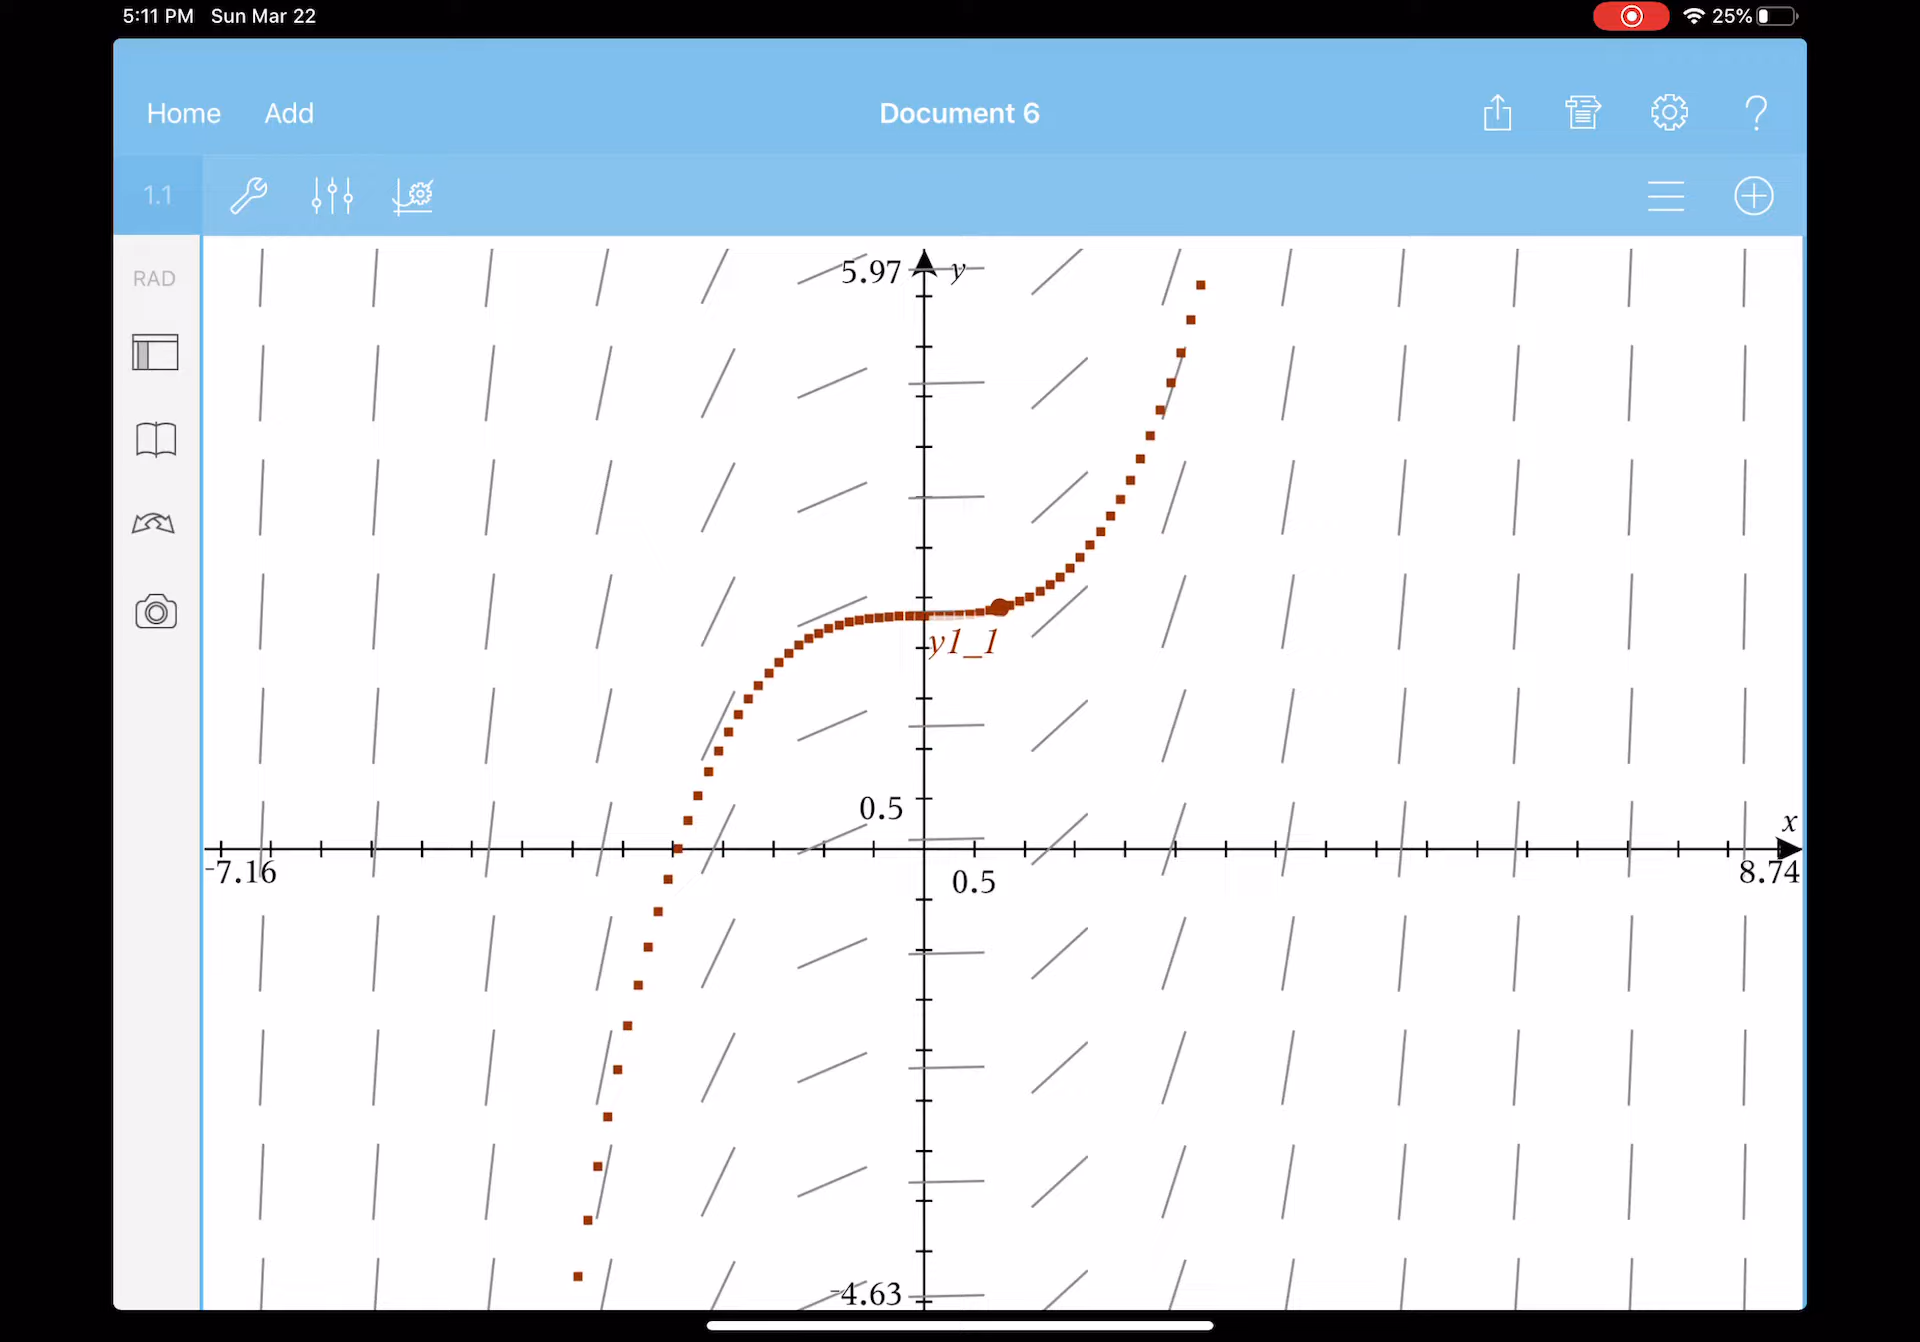 5:11 PM Sun Mar 22
25%
Home Add Document 6 ?
1.1
RAD
5.97
y
y1_1
0.5
x
-7.16
0.5
8.74
-4.63